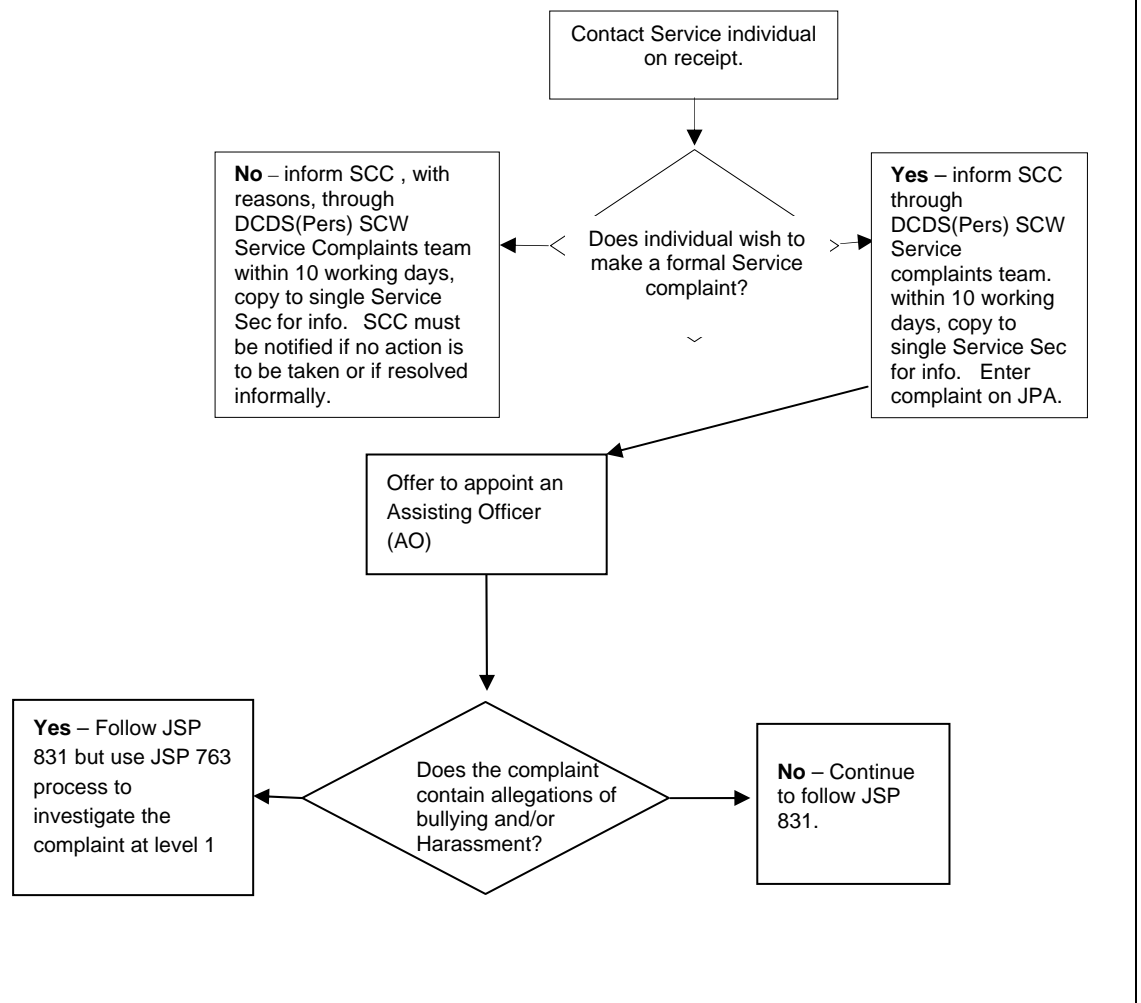 Contact Service individual
on receipt.
No – inform SCC , with
reasons, through
DCDS(Pers) SCW
Service Complaints team
within 10 working days,
copy to single Service
Sec for info.   SCC must
be notified if no action is
to be taken or if resolved
informally.
Does individual wish to
make a formal Service
complaint?
Yes – inform SCC
through
DCDS(Pers) SCW
Service
complaints team.
within 10 working
days, copy to
single Service Sec
for info.   Enter
complaint on JPA.
Offer to appoint an
Assisting Officer
(AO)
Yes – Follow JSP
831 but use JSP 763
process to
investigate the
complaint at level 1
Does the complaint
contain allegations of
bullying and/or
Harassment?
No – Continue
to follow JSP
831.